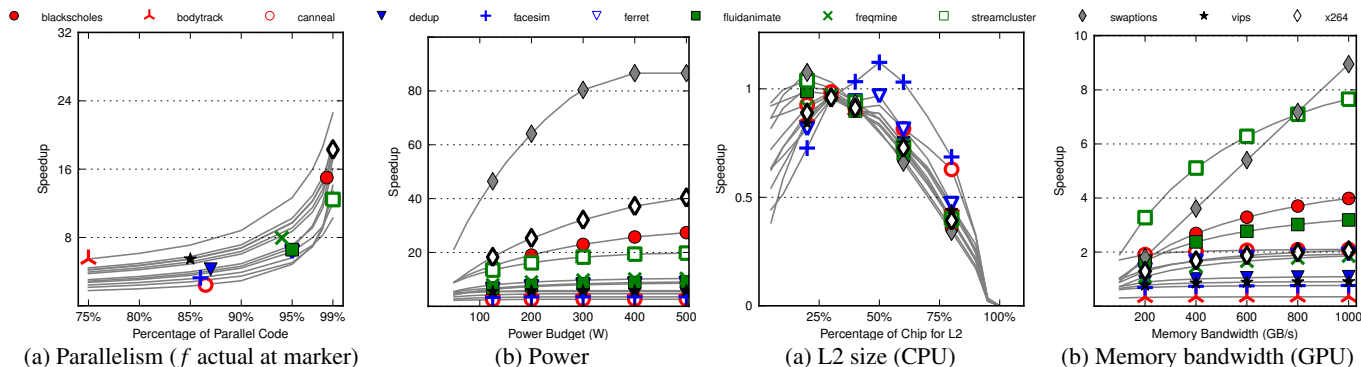 blackscholes bodytrack canneal dedup facesim ferret fluidanimate freqmine streamcluster swaptions vips x264
32
24
16
8
Speedup
75% 80% 85% 90% 95% 99%
Percentage of Parallel Code
(a) Parallelism (f actual at marker)
100
80
60
40
20
0
Speedup
100 200 300 400 500
Power Budget (W)
(b) Power
1
0.5
0
Speedup
25% 50% 75% 100%
Percentage of Chip for L2
(a) L2 size (CPU)
10
8
6
4
2
0
Speedup
200 400 600 800 1000
Memory Bandwidth (GB/s)
(b) Memory bandwidth (GPU)